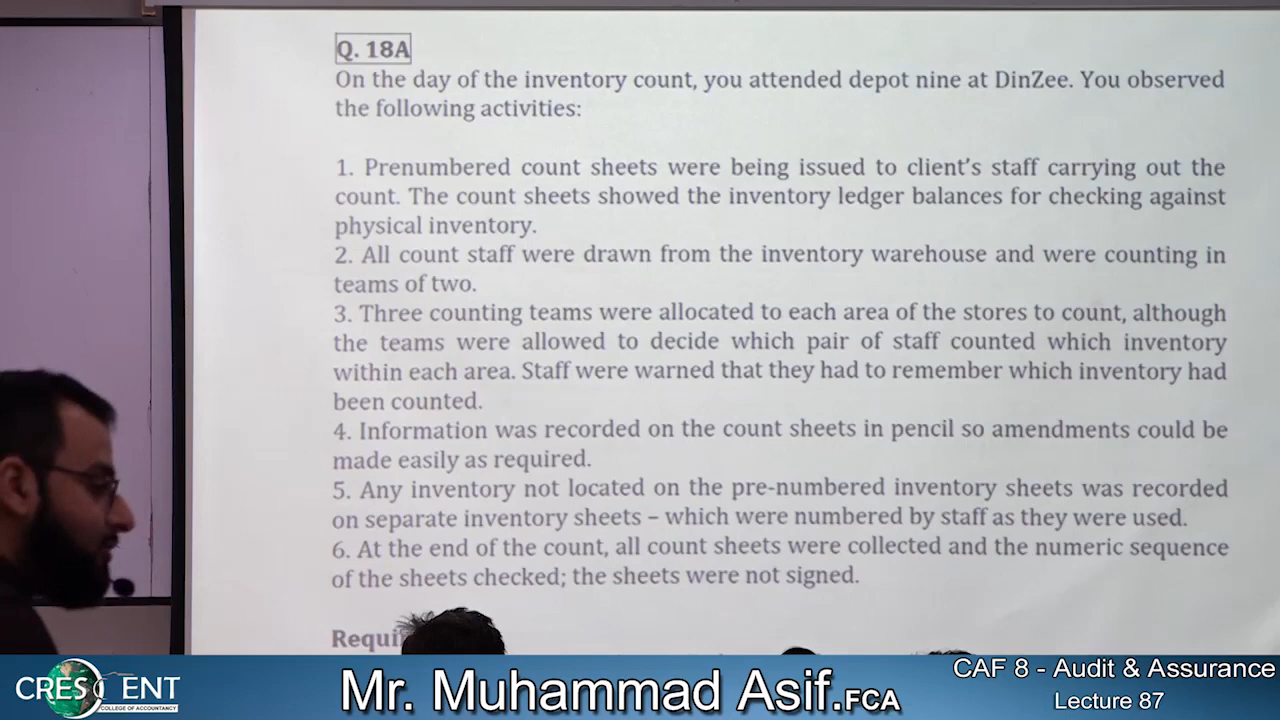 Q. 18A
On the day of the inventory count, you attended depot nine at DinZee. You observed
the following activities:
1. Prenumbered count sheets were being issued to client's staff carrying out the
count. The count sheets showed the inventory ledger balances for checking against
physical inventory.
2. All count staff were drawn from the inventory warehouse and were counting in
teams of two.
3. Three counting teams were allocated to each area of the stores to count, although
the teams were allowed to decide which pair of staff counted which inventory
within each area. Staff were warned that they had to remember which inventory had
been counted.
4. Information was recorded on the count sheets in pencil so amendments could be
made easily as required.
5. Any inventory not located on the pre-numbered inventory sheets was recorded
on separate inventory sheets – which were numbered by staff as they were used.
6. At the end of the count, all count sheets were collected and the numeric sequence
of the sheets checked; the sheets were not signed.
Requi
CRESCENT
COLLEGE OF ACCOUNTANCY
Mr. Muhammad Asif.FCA
CAF 8 - Audit & Assurance
Lecture 87